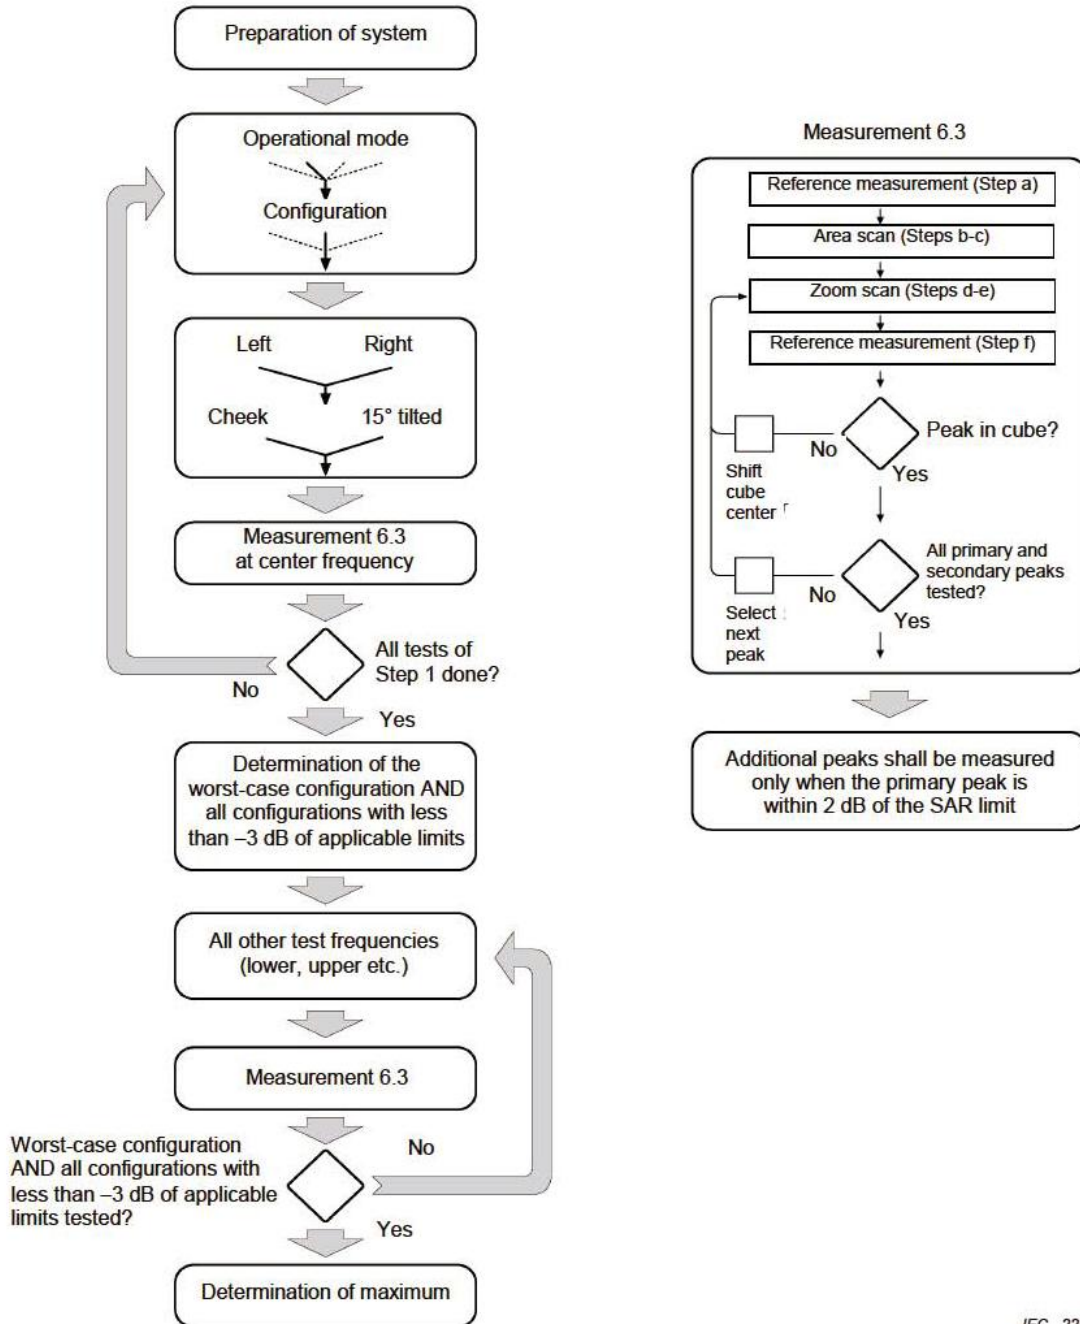 Preparation of system
Operational mode
Configuration
Left Right
Cheek 15° tilted
Measurement 6.3
at center frequency
All tests of
Step 1 done?
No
Yes
Determination of the
worst-case configuration AND
all configurations with less
than –3 dB of applicable limits
All other test frequencies
(lower, upper etc.)
Measurement 6.3
Worst-case configuration
AND all configurations with
less than –3 dB of applicable
limits tested?
No
Yes
Determination of maximum
Measurement 6.3
Reference measurement (Step a)
Area scan (Steps b-c)
Zoom scan (Steps d-e)
Reference measurement (Step f)
Peak in cube?
No
Yes
Shift
cube
center
All primary and
secondary peaks
tested?
No
Yes
Select
next
peak
Additional peaks shall be measured
only when the primary peak is
within 2 dB of the SAR limit